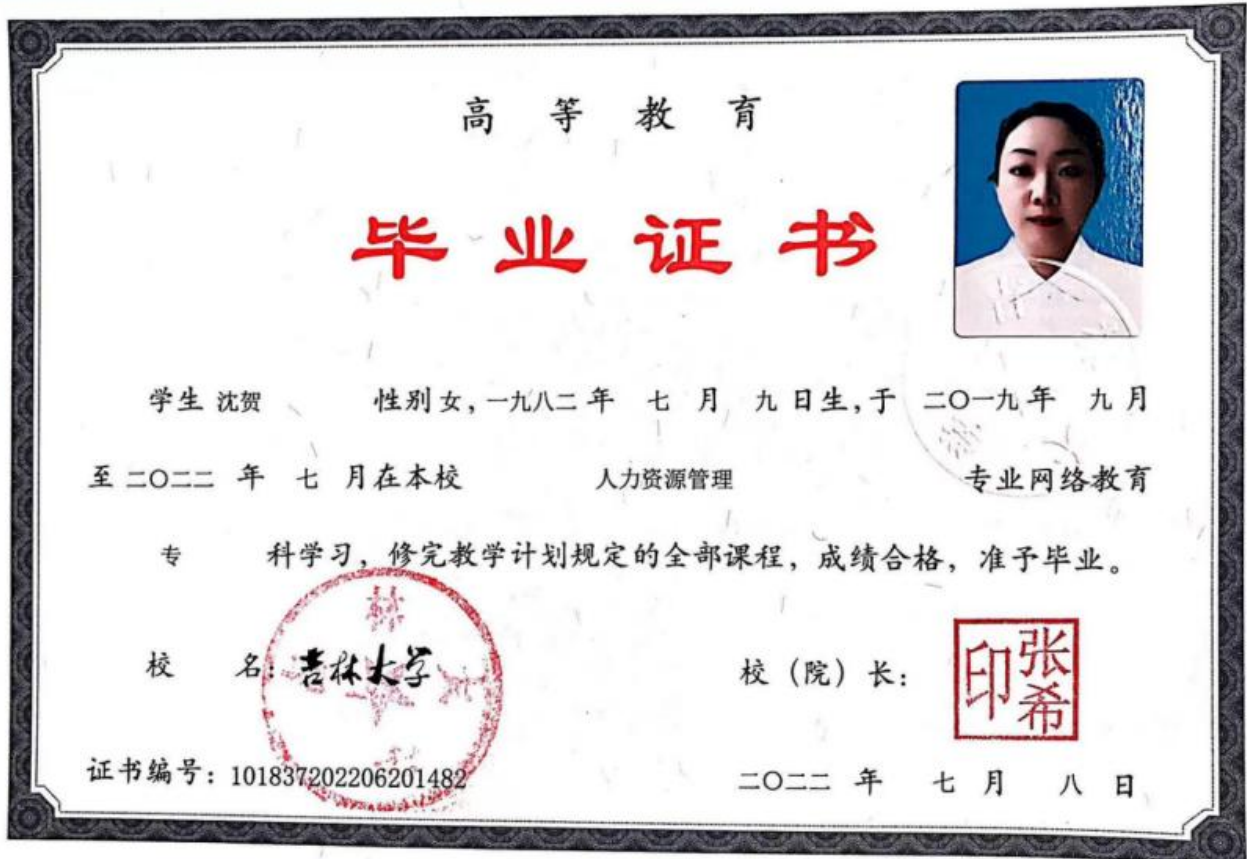 高等教育
毕业证书
学生 沈贺 性别 女，一九八二 年 七 月 九 日生，于 二〇一九 年 九 月
至 二〇二二 年 七 月在本校 人力资源管理 专业网络教育
专 科学习，修完教学计划规定的全部课程，成绩合格，准予毕业。
校 名：吉林大学
校（院）长：
张希印
证书编号：101837202206201482
二〇二二 年 七 月 八 日